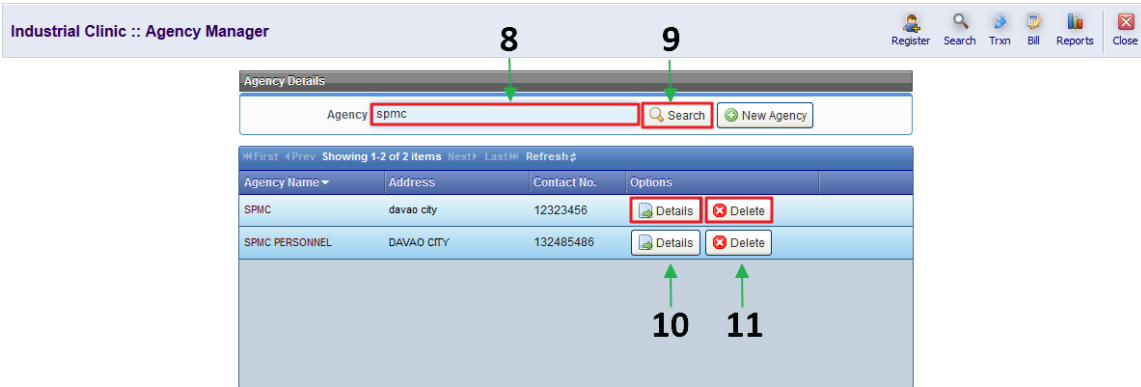 Industrial Clinic :: Agency Manager
Register Search Trxn Bill Reports Close
8 9
Agency Details
Agency spmc Search New Agency
First Prev Showing 1-2 of 2 items Next Last Refresh
Agency Name Address Contact No. Options
SPMC davao city 12323456 Details Delete
SPMC PERSONNEL DAVAO CITY 132485486 Details Delete
10 11